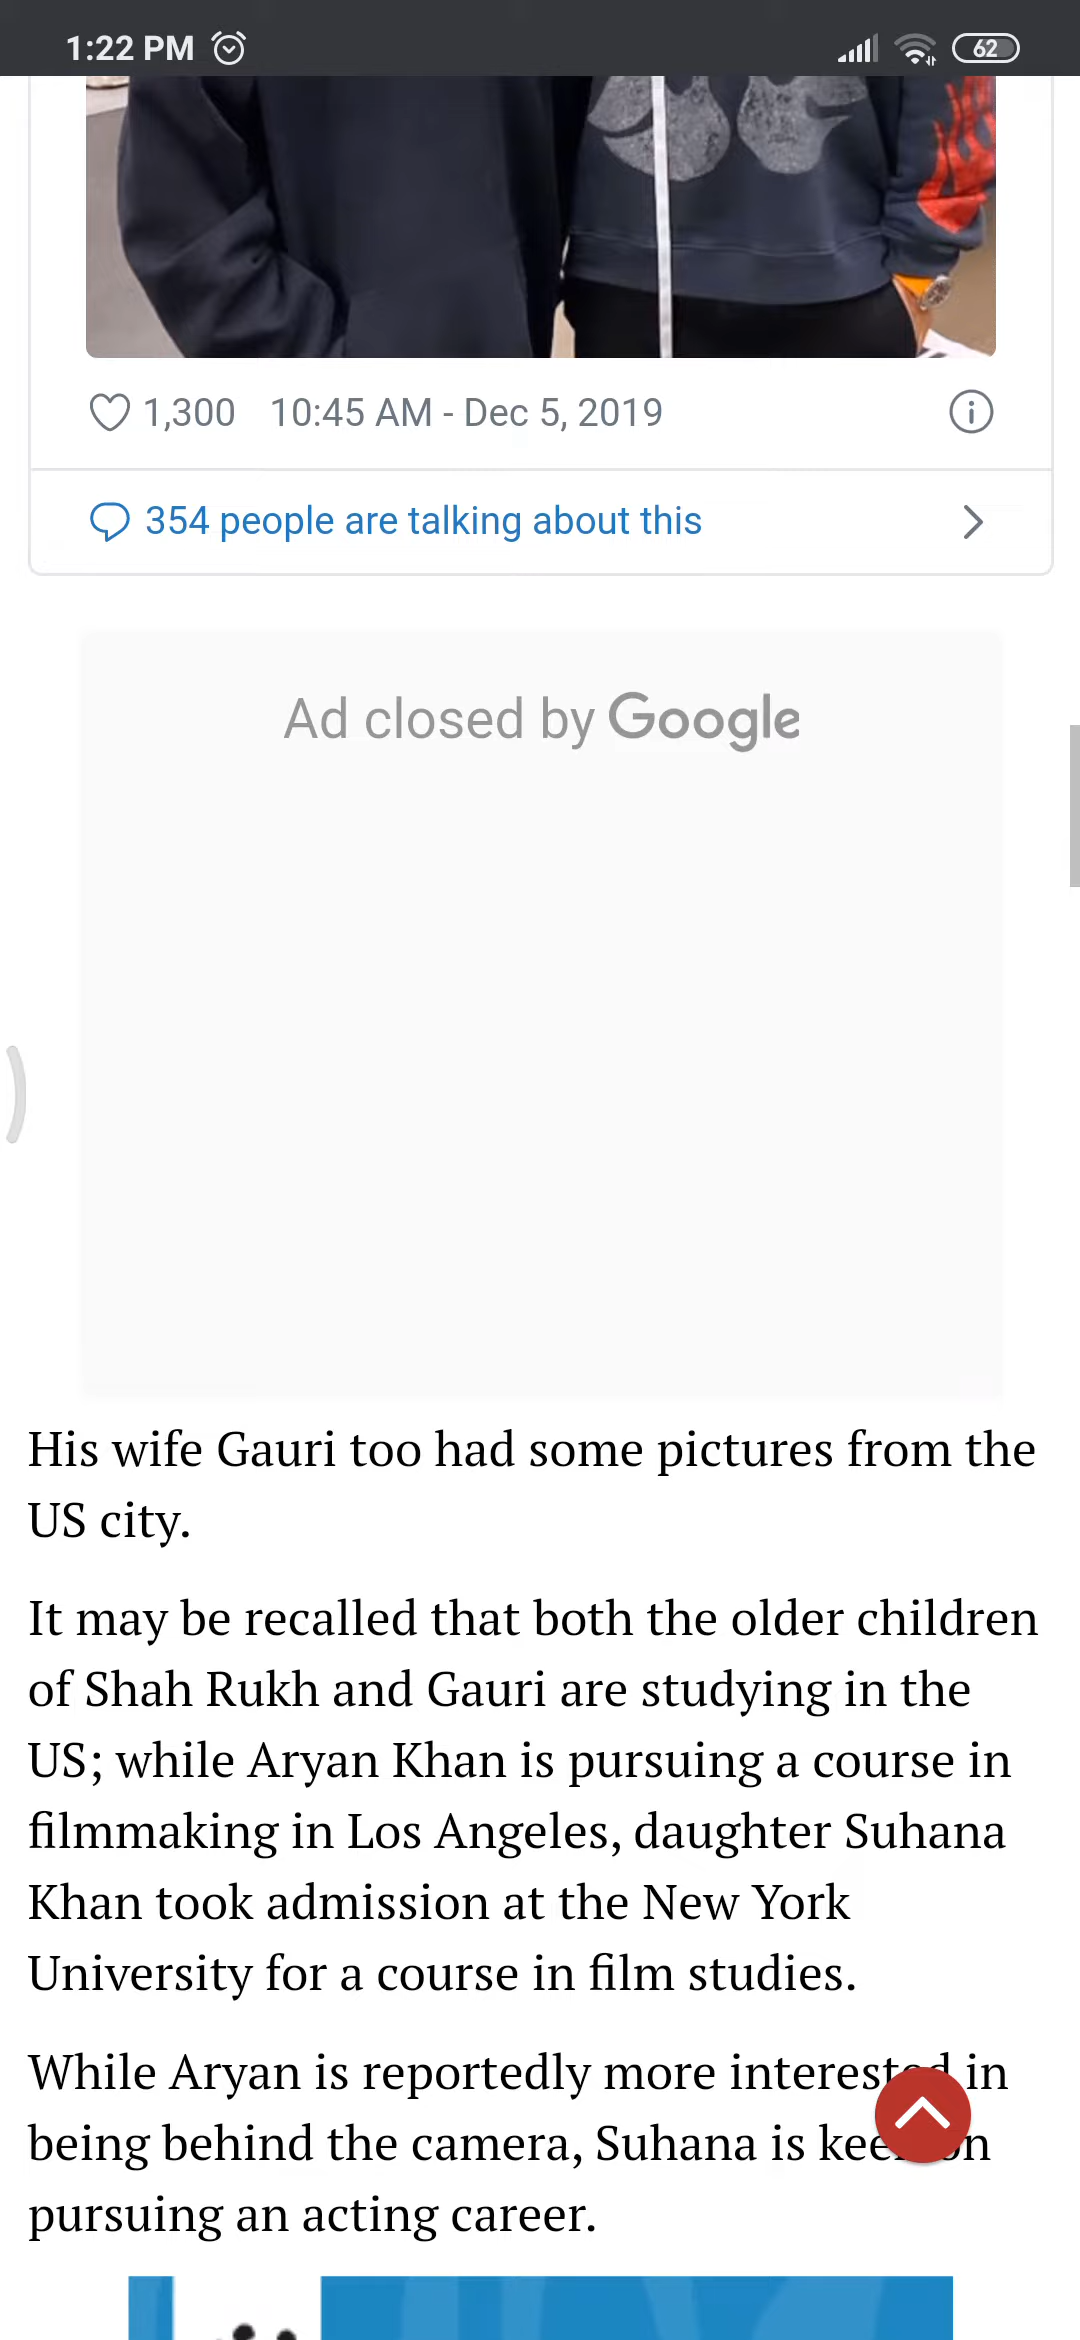 1:22 PM 62
1,300 10:45 AM - Dec 5, 2019
354 people are talking about this
Ad closed by Google
His wife Gauri too had some pictures from the
US city.
It may be recalled that both the older children
of Shah Rukh and Gauri are studying in the
US; while Aryan Khan is pursuing a course in
filmmaking in Los Angeles, daughter Suhana
Khan took admission at the New York
University for a course in film studies.
While Aryan is reportedly more interested in
being behind the camera, Suhana is keen on
pursuing an acting career.